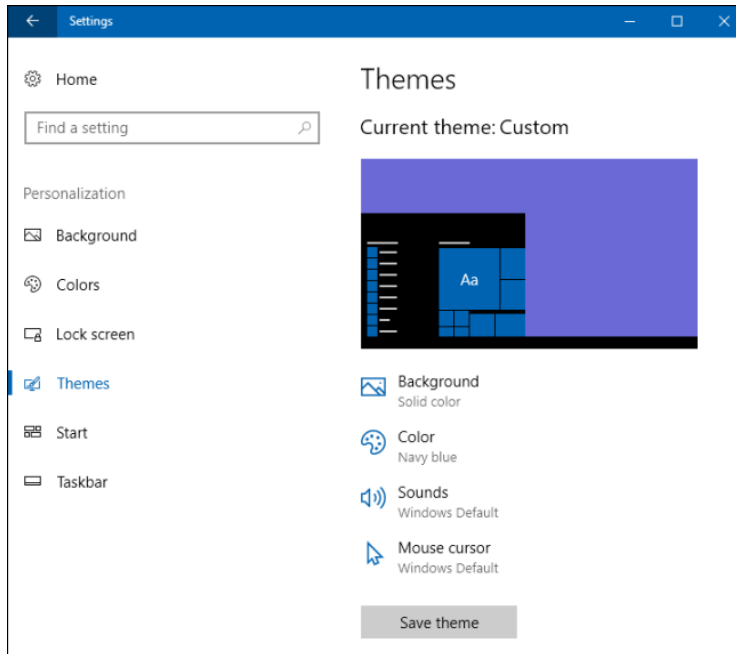 Settings
Home
Find a setting
Personalization
Background
Colors
Lock screen
Themes
Start
Taskbar
Themes
Current theme: Custom
Aa
Background
Solid color
Color
Navy blue
Sounds
Windows Default
Mouse cursor
Windows Default
Save theme